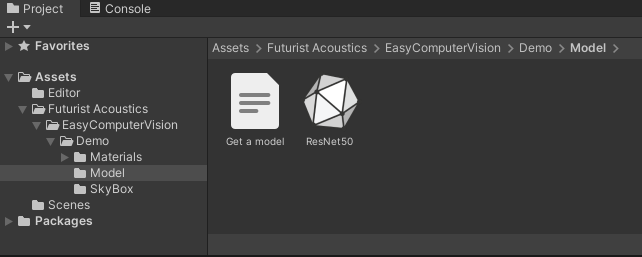 Project
Console
Favorites
Assets
Editor
Futurist Acoustics
EasyComputerVision
Demo
Materials
Model
SkyBox
Scenes
Packages
Assets > Futurist Acoustics > EasyComputerVision > Demo > Model >
Get a model
ResNet50